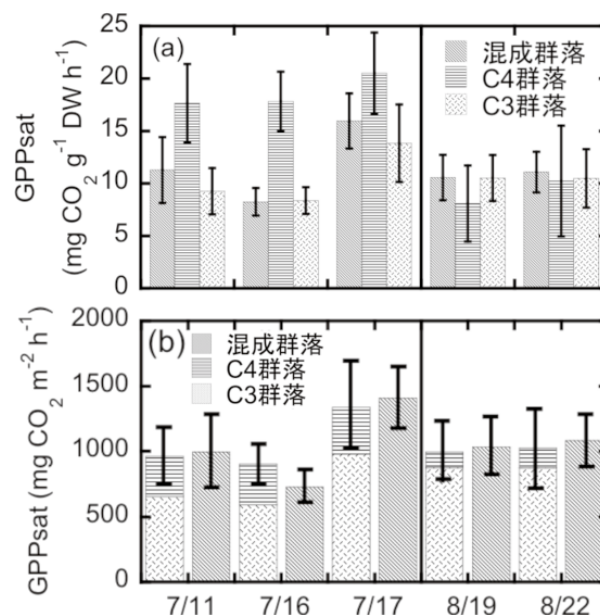 (a)
混成群落
C4群落
C3群落
25
20
15
10
5
0
GPPsat
(mg CO2 g-1 DW h-1)
(b)
混成群落
C4群落
C3群落
2000
1500
1000
500
0
GPPsat (mg CO2 m-2 h-1)
7/11 7/16 7/17 8/19 8/22